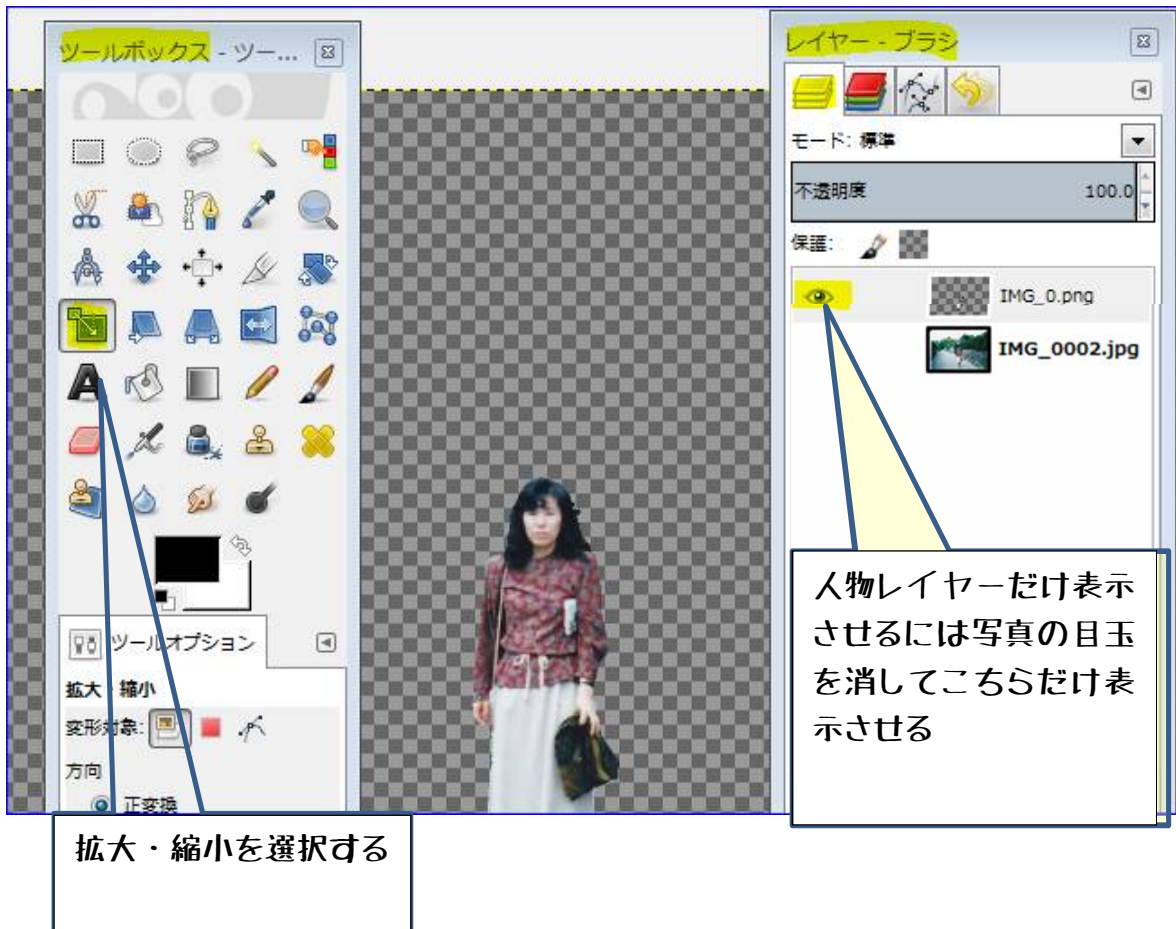 ツールボックス - ツー...
レイヤー - ブラシ
モード: 標準
不透明度 100.0
保護:
IMG_0.png
IMG_0002.jpg
ツールオプション
拡大・縮小
変形対象:
方向
正変換
人物レイヤーだけ表示
させるには写真の目玉
を消してこちらだけ表
示させる
拡大・縮小を選択する